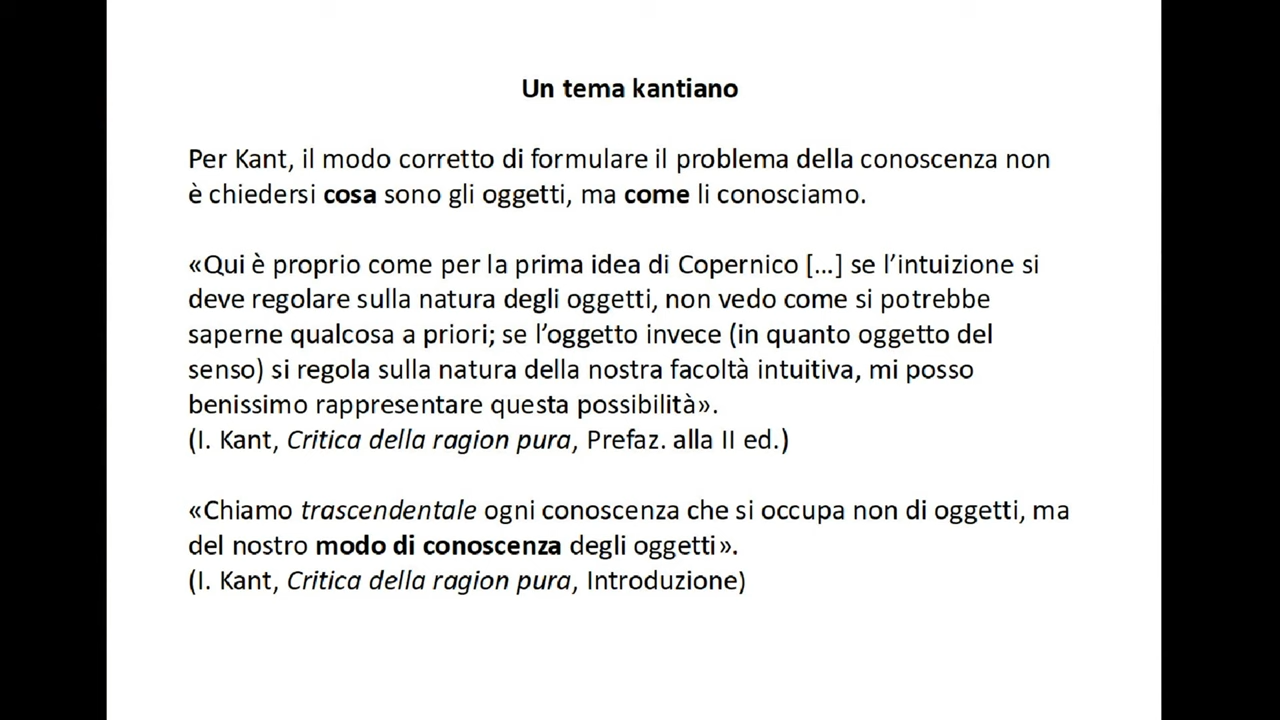 Un tema kantiano
Per Kant, il modo corretto di formulare il problema della conoscenza non
è chiedersi cosa sono gli oggetti, ma come li conosciamo.
«Qui è proprio come per la prima idea di Copernico [...] se l’intuizione si
deve regolare sulla natura degli oggetti, non vedo come si potrebbe
saperne qualcosa a priori; se l’oggetto invece (in quanto oggetto del
senso) si regola sulla natura della nostra facoltà intuitiva, mi posso
benissimo rappresentare questa possibilità».
(I. Kant, Critica della ragion pura, Prefaz. alla II ed.)
«Chiamo trascendentale ogni conoscenza che si occupa non di oggetti, ma
del nostro modo di conoscenza degli oggetti».
(I. Kant, Critica della ragion pura, Introduzione)